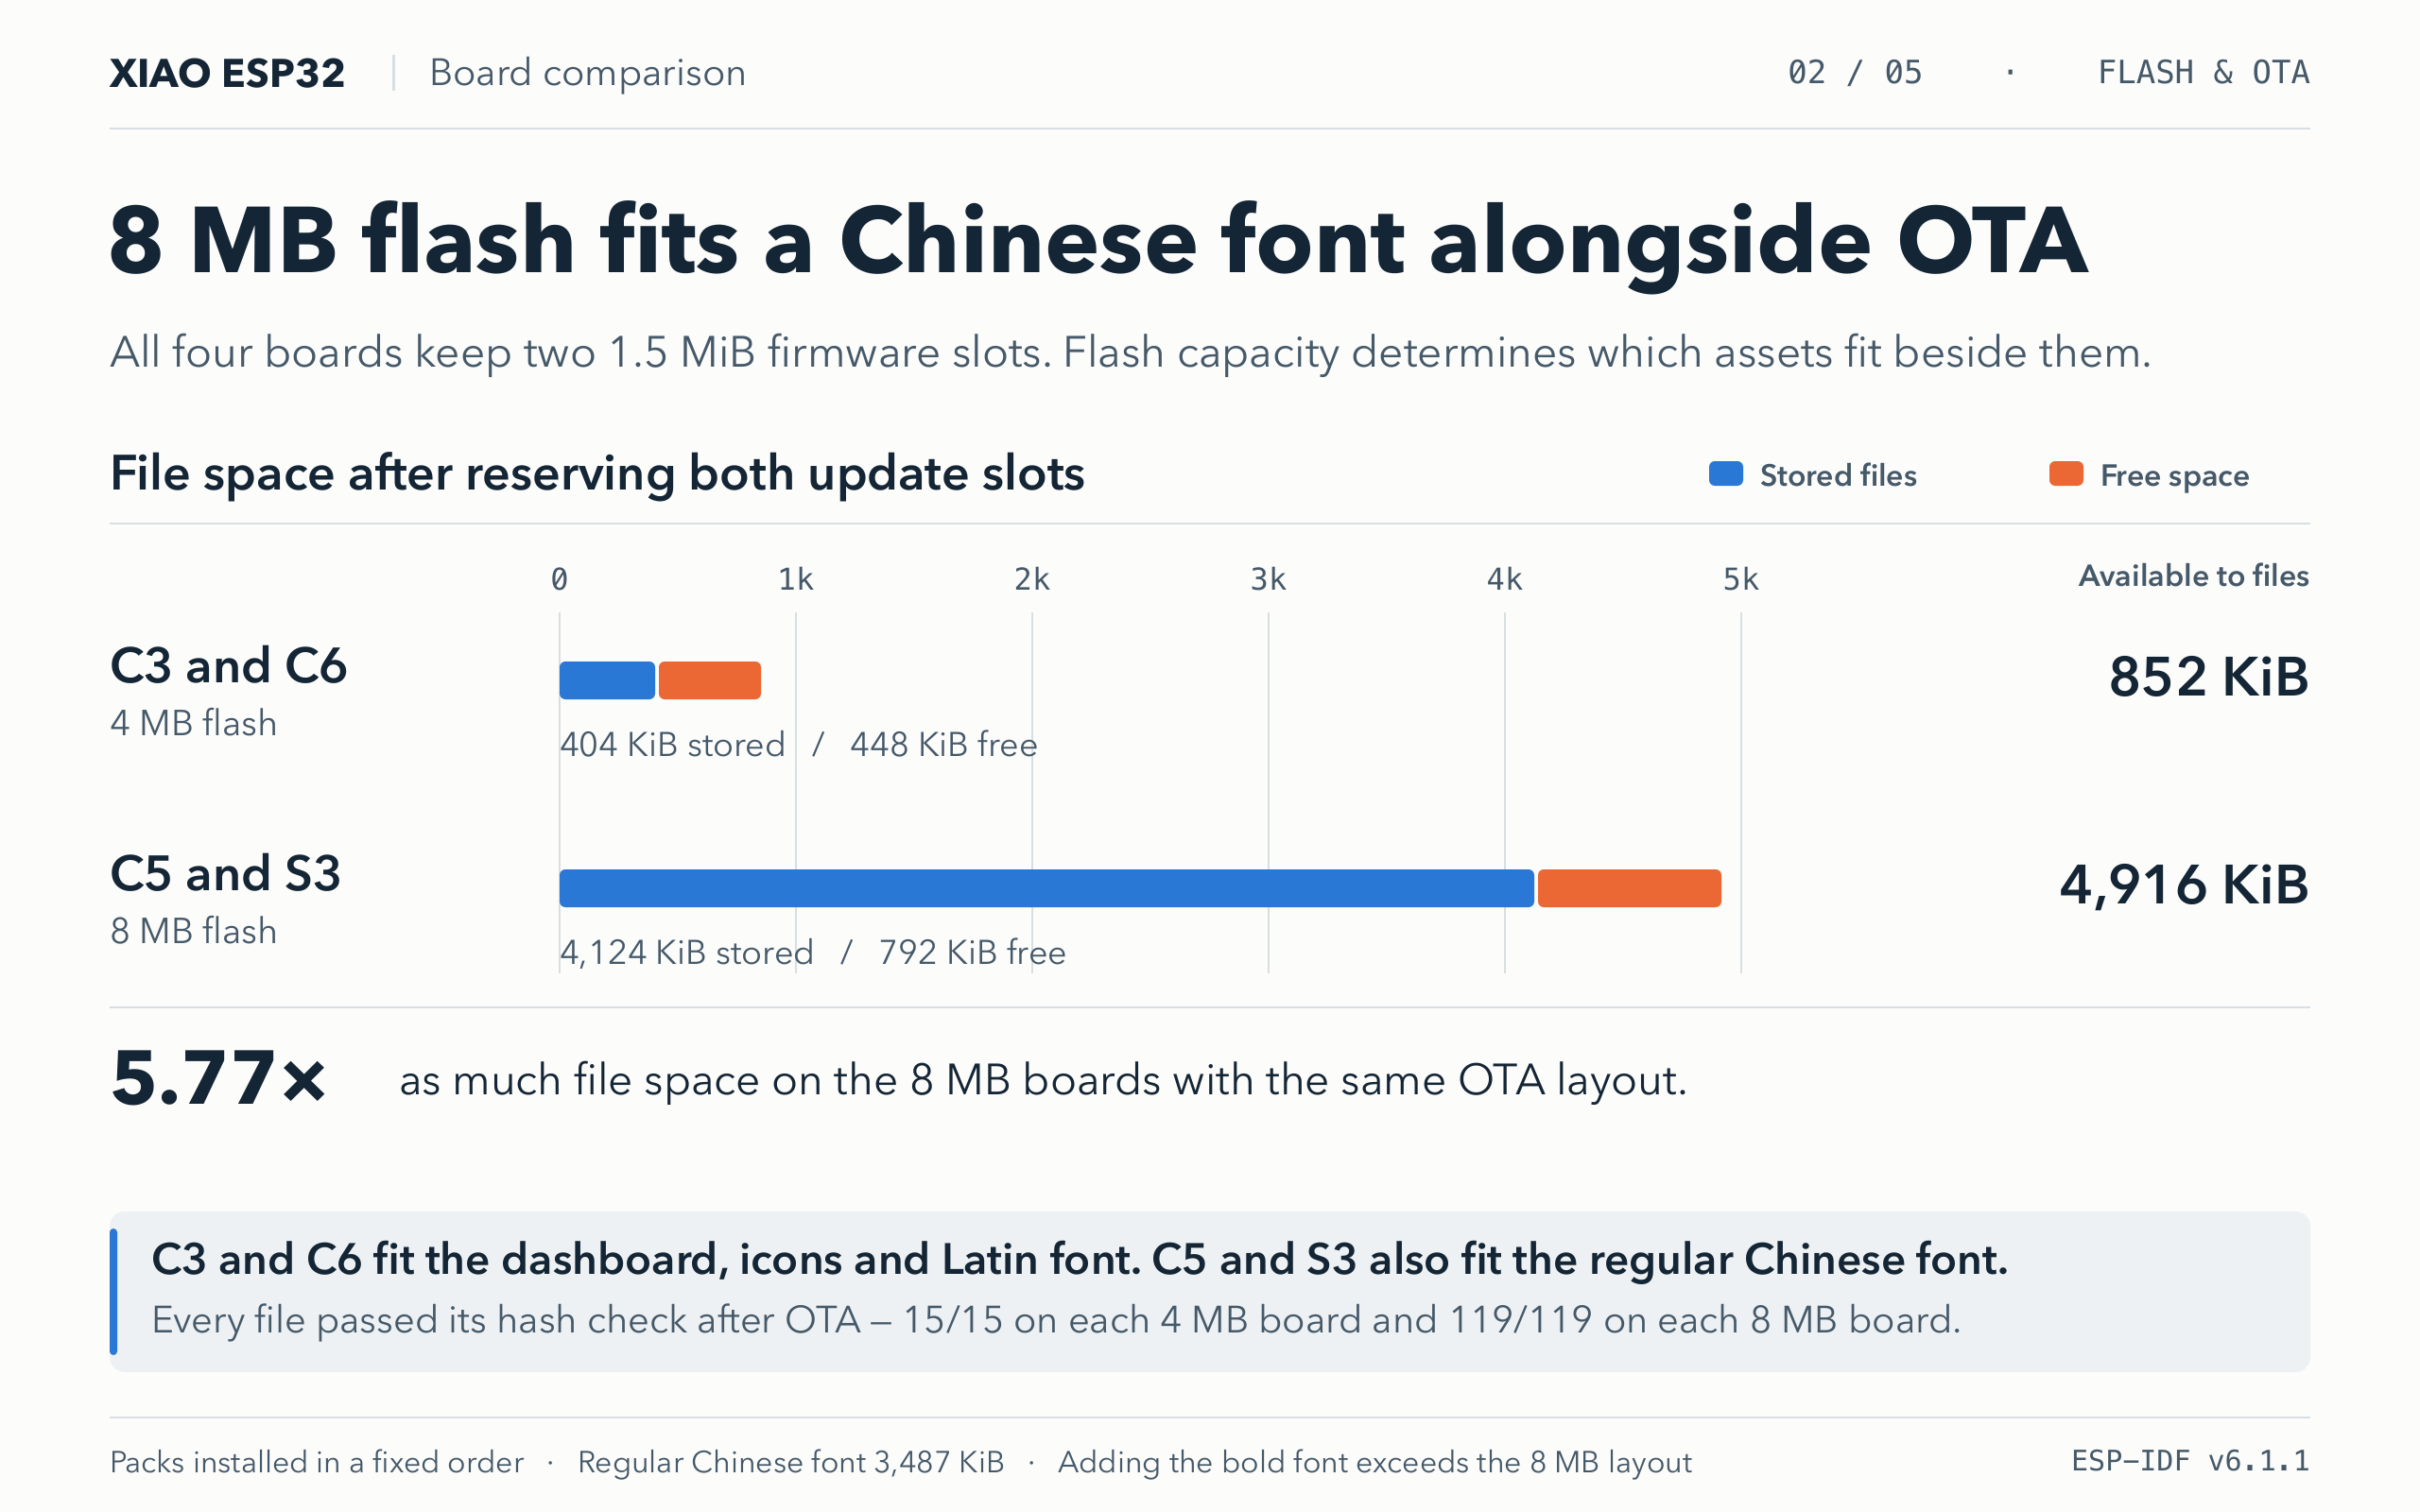 XIAO ESP32 | Board comparison
02 / 05 · FLASH & OTA
8 MB flash fits a Chinese font alongside OTA
All four boards keep two 1.5 MiB firmware slots. Flash capacity determines which assets fit beside them.
File space after reserving both update slots
Stored files
Free space
0 1k 2k 3k 4k 5k
Available to files
C3 and C6
852 KiB
4 MB flash
404 KiB stored / 448 KiB free
C5 and S3
4,916 KiB
8 MB flash
4,124 KiB stored / 792 KiB free
5.77× as much file space on the 8 MB boards with the same OTA layout.
C3 and C6 fit the dashboard, icons and Latin font. C5 and S3 also fit the regular Chinese font.
Every file passed its hash check after OTA – 15/15 on each 4 MB board and 119/119 on each 8 MB board.
Packs installed in a fixed order · Regular Chinese font 3,487 KiB · Adding the bold font exceeds the 8 MB layout
ESP-IDF v6.1.1